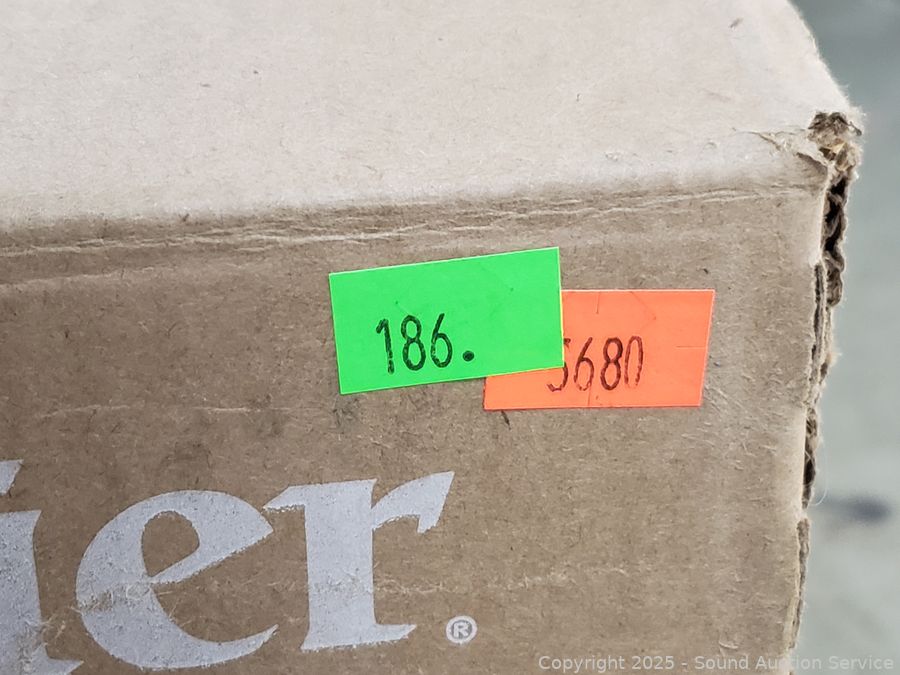 186.
5680
ier®
Copyright 2025 - Sound Auction Service